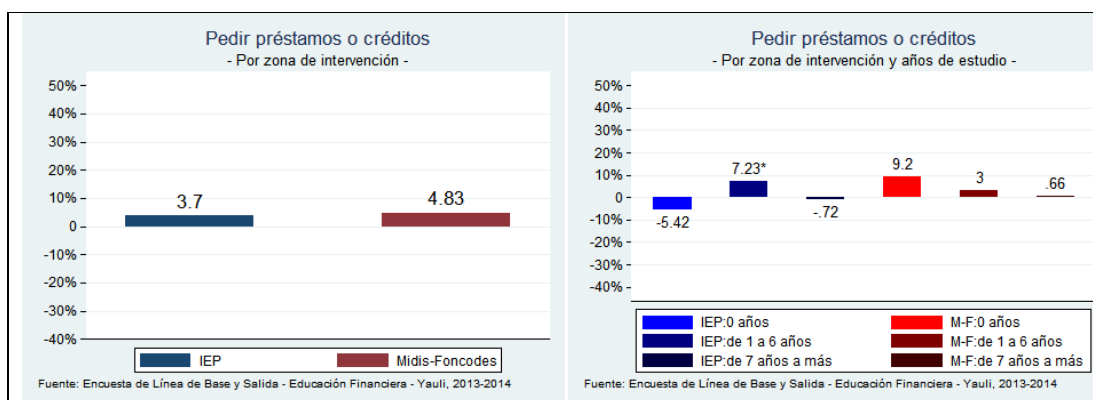 Pedir préstamos o créditos
- Por zona de intervención -
50%
40%
30%
20%
10%
0
-10%
-20%
-30%
-40%
3.7
4.83
IEP
Midis-Foncodes
Fuente: Encuesta de Línea de Base y Salida - Educación Financiera - Yauli, 2013-2014
Pedir préstamos o créditos
- Por zona de intervención y años de estudio -
50%
40%
30%
20%
10%
0
-10%
-20%
-30%
-40%
-5.42
7.23*
-.72
9.2
3
.66
IEP:0 años
M-F:0 años
IEP:de 1 a 6 años
M-F:de 1 a 6 años
IEP:de 7 años a más
M-F:de 7 años a más
Fuente: Encuesta de Línea de Base y Salida - Educación Financiera - Yauli, 2013-2014